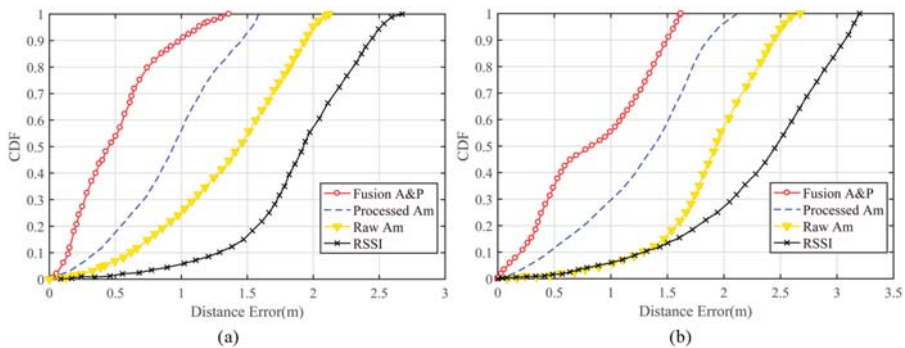 1
0.9
0.8
0.7
0.6
0.5
0.4
0.3
0.2
0.1
0
CDF
0 0.5 1 1.5 2 2.5 3
Distance Error(m)
Fusion A&P
Processed Am
Raw Am
RSSI
(a)
1
0.9
0.8
0.7
0.6
0.5
0.4
0.3
0.2
0.1
0
CDF
0 0.5 1 1.5 2 2.5 3 3.5
Distance Error(m)
Fusion A&P
Processed Am
Raw Am
RSSI
(b)